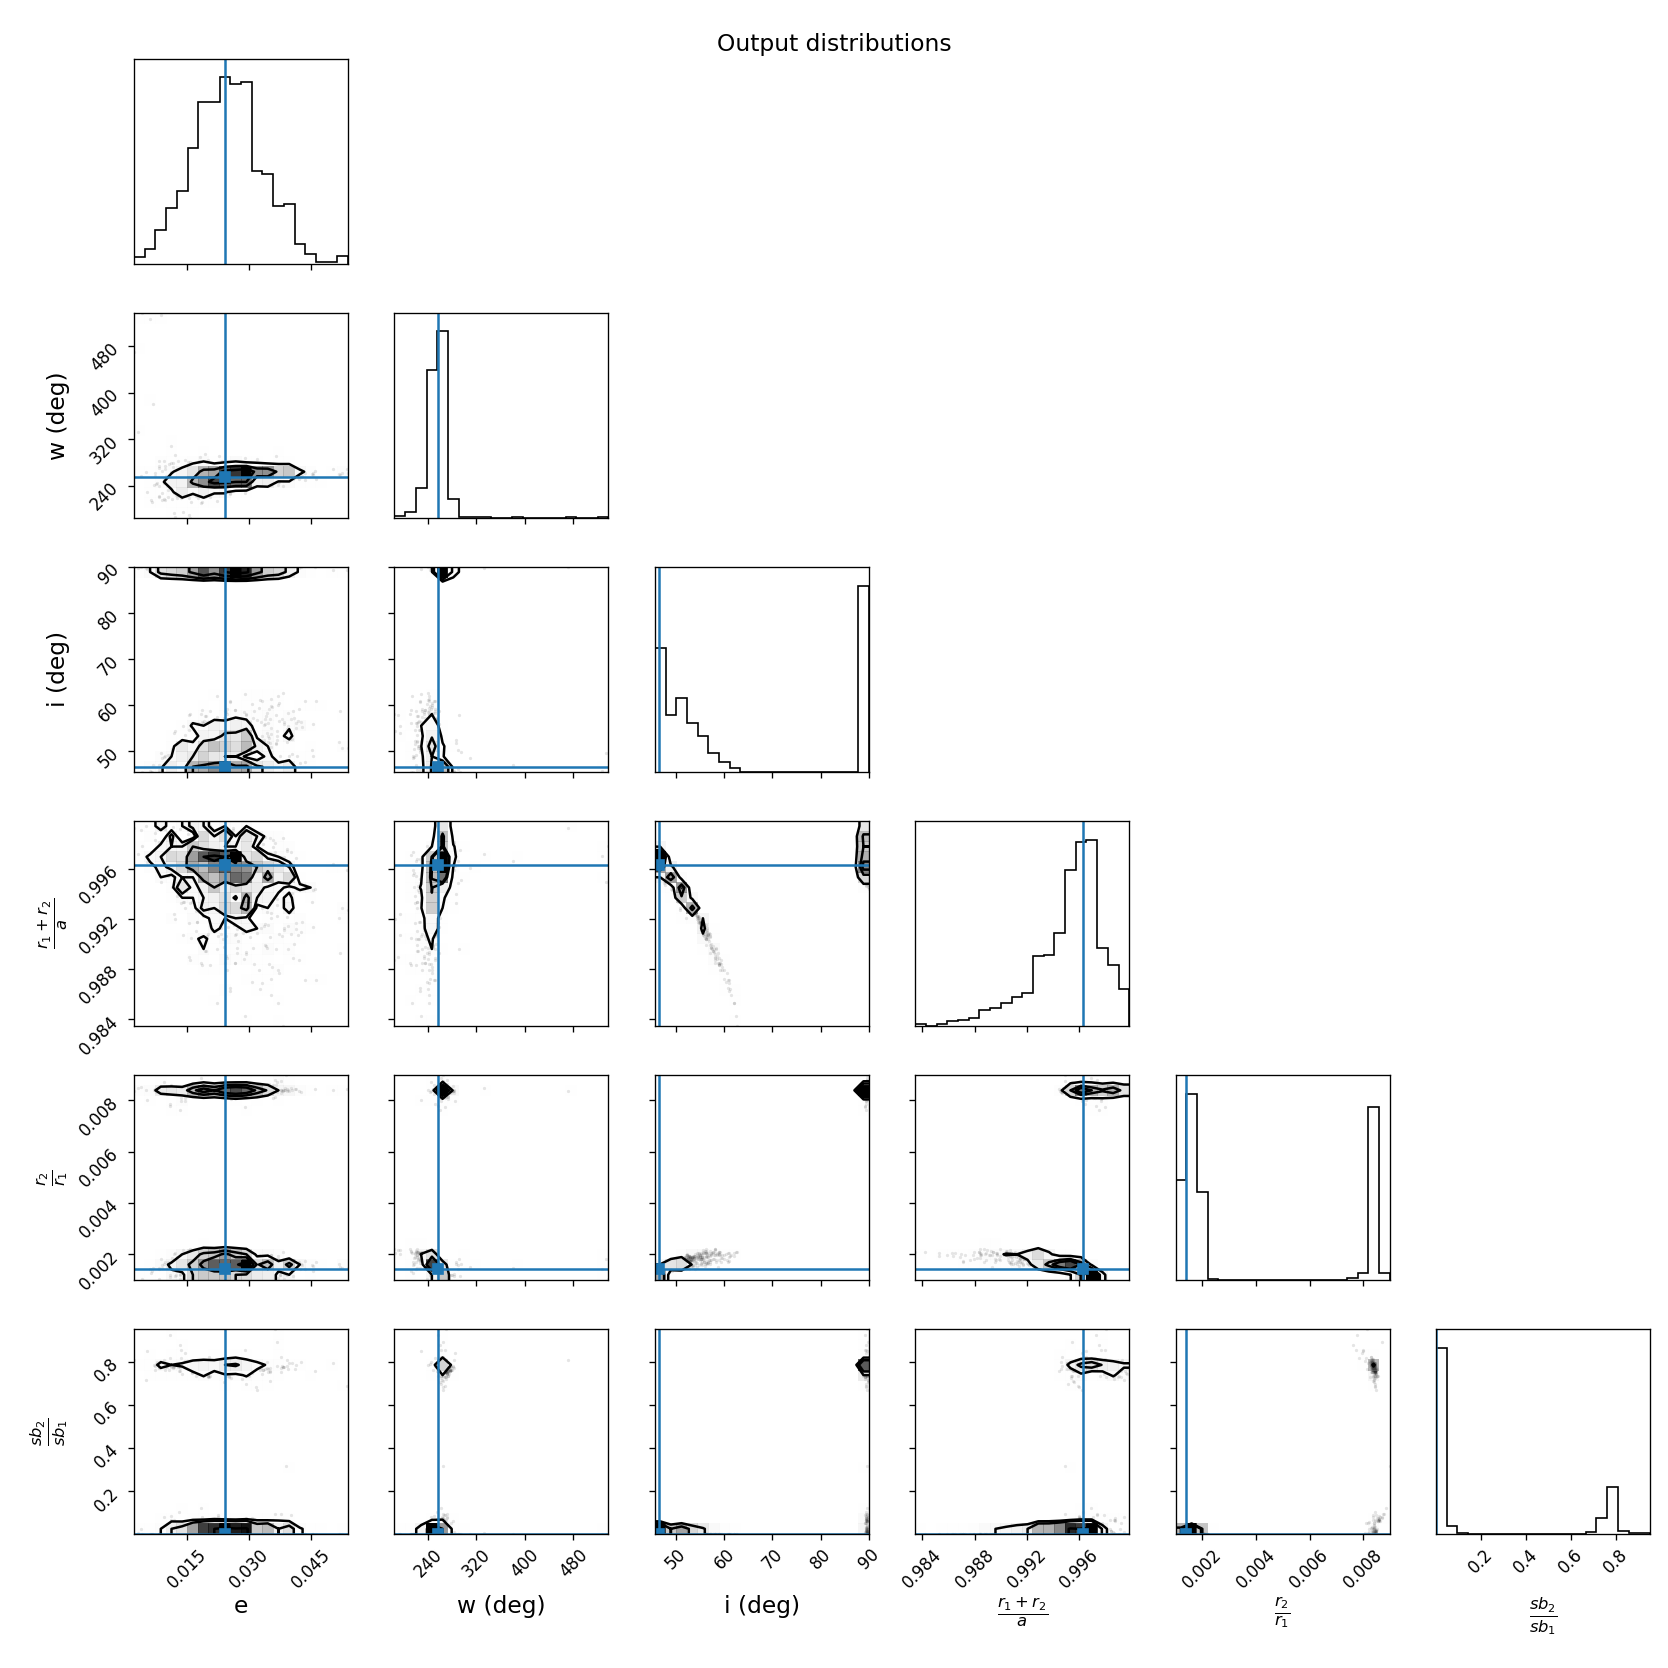 Output distributions
480
400
320
240
w (deg)
90
80
70
60
50
i (deg)
0.996
0.992
0.988
0.984
r1 + r2
a
0.008
0.006
0.004
0.002
r2
r1
0.8
0.6
0.4
0.2
sb2
sb1
0.015 0.030 0.045
240 320 400 480
50 60 70 80 90
0.984 0.988 0.992 0.996
0.002 0.004 0.006 0.008
0.2 0.4 0.6 0.8
e
w (deg)
i (deg)
r1 + r2
a
r2
r1
sb2
sb1